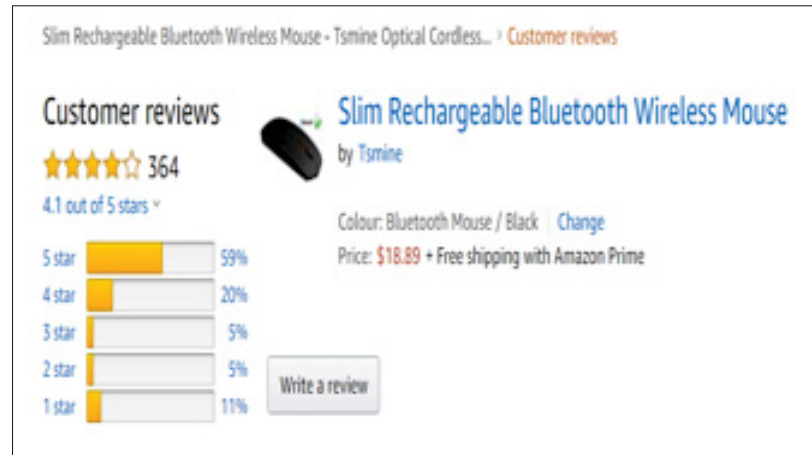 Slim Rechargeable Bluetooth Wireless Mouse - Tsmine Optical Cordless... › Customer reviews
Customer reviews
364
4.1 out of 5 stars
5 star 59%
4 star 20%
3 star 5%
2 star 5%
1 star 11%
Slim Rechargeable Bluetooth Wireless Mouse
by Tsmine
Colour: Bluetooth Mouse / Black | Change
Price: $18.89 + Free shipping with Amazon Prime
Write a review